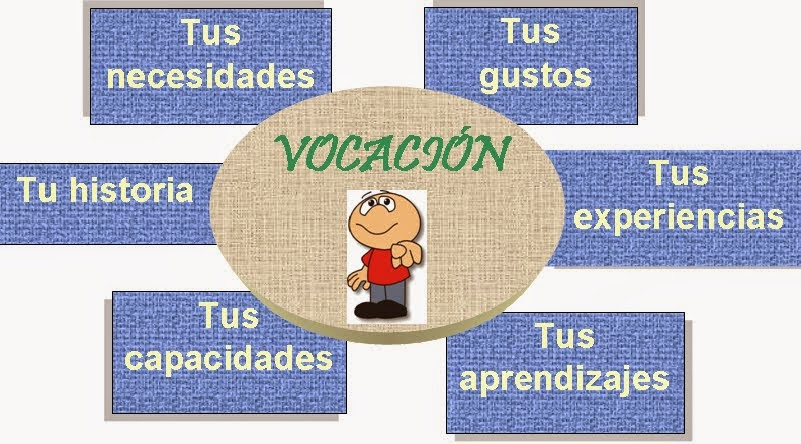 Tus
necesidades
Tus
gustos
VOCACIÓN
Tu historia
Tus
experiencias
Tus
capacidades
Tus
aprendizajes